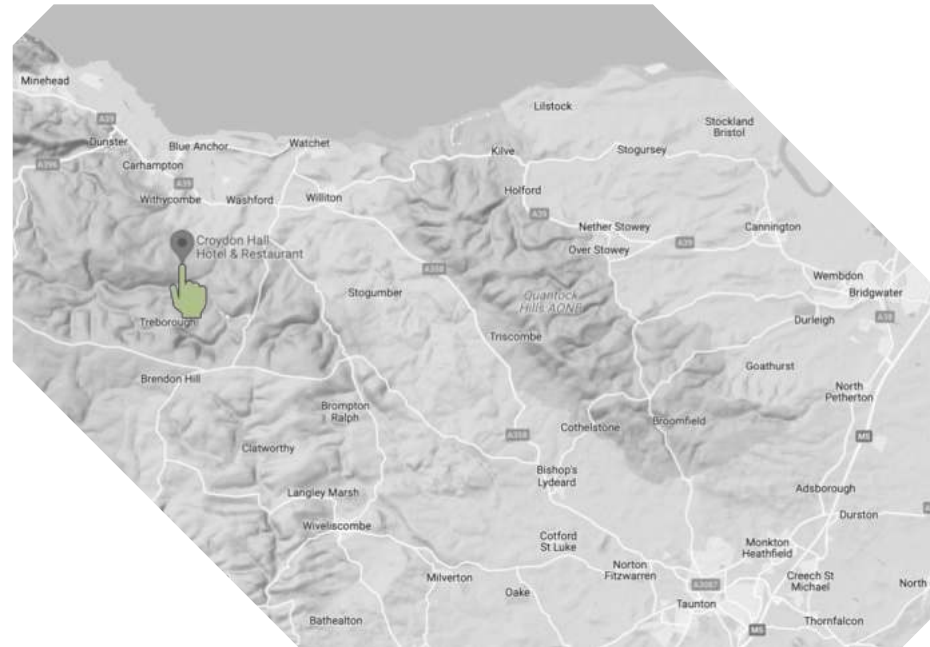 Minehead
A39
Lilstock
Stockland
Bristol
Dunster
Blue Anchor
Watchet
Kilve
Stogursey
A396
Carhampton
A39
Withycombe
Washford
Williton
Holford
A39
Nether Stowey
Cannington
Croydon Hall
Hotel & Restaurant
Over Stowey
A39
A358
Wembdon
Stogumber
Quantock
Hills AONB
Bridgwater
Treborough
Durleigh
A38
Triscombe
Goathurst
Brendon Hill
North
Petherton
Brompton
Ralph
Cothelstone
Broomfield
A358
M5
Clatworthy
Bishop's
Lydeard
Langley Marsh
Adsborough
Durston
Wiveliscombe
Cotford
St Luke
Monkton
Heathfield
Milverton
Norton
Fitzwarren
Creech St
Michael
North
Oake
A3087
Taunton
Bathealton
M5
Thornfalcon